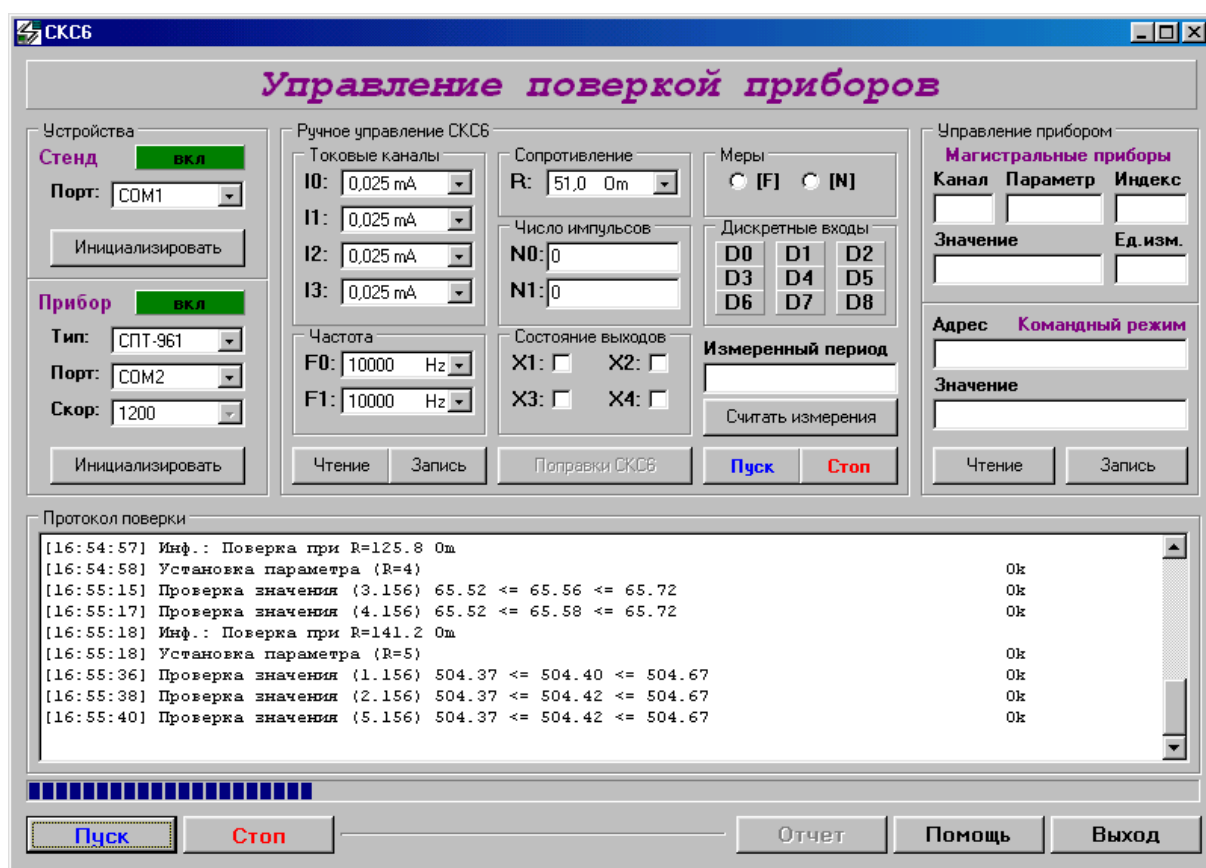 СКС6
Управление поверкой приборов
Устройства
Стенд вкл
Порт: COM1
Инициализировать
Прибор вкл
Тип: СПТ-961
Порт: COM2
Скор: 1200
Инициализировать
Ручное управление СКС6
Токовые каналы
I0: 0,025 mA
I1: 0,025 mA
I2: 0,025 mA
I3: 0,025 mA
Частота
F0: 10000 Hz
F1: 10000 Hz
Чтение Запись
Сопротивление
R: 51,0 Om
Число импульсов
N0: 0
N1: 0
Состояние выходов
X1: X2:
X3: X4:
Поправки СКС6
Меры
[F] [N]
Дискретные входы
D0 D1 D2
D3 D4 D5
D6 D7 D8
Измеренный период
Считать измерения
Пуск Стоп
Управление прибором
Магистральные приборы
Канал Параметр Индекс
Значение Ед.изм.
Адрес Командный режим
Значение
Чтение Запись
Протокол поверки
[16:54:57] Инф.: Поверка при R=125.8 Om
[16:54:58] Установка параметра (R=4) Ok
[16:55:15] Проверка значения (3.156) 65.52 <= 65.56 <= 65.72 Ok
[16:55:17] Проверка значения (4.156) 65.52 <= 65.58 <= 65.72 Ok
[16:55:18] Инф.: Поверка при R=141.2 Om
[16:55:18] Установка параметра (R=5) Ok
[16:55:36] Проверка значения (1.156) 504.37 <= 504.40 <= 504.67 Ok
[16:55:38] Проверка значения (2.156) 504.37 <= 504.42 <= 504.67 Ok
[16:55:40] Проверка значения (5.156) 504.37 <= 504.42 <= 504.67 Ok
Пуск Стоп Отчет Помощь Выход